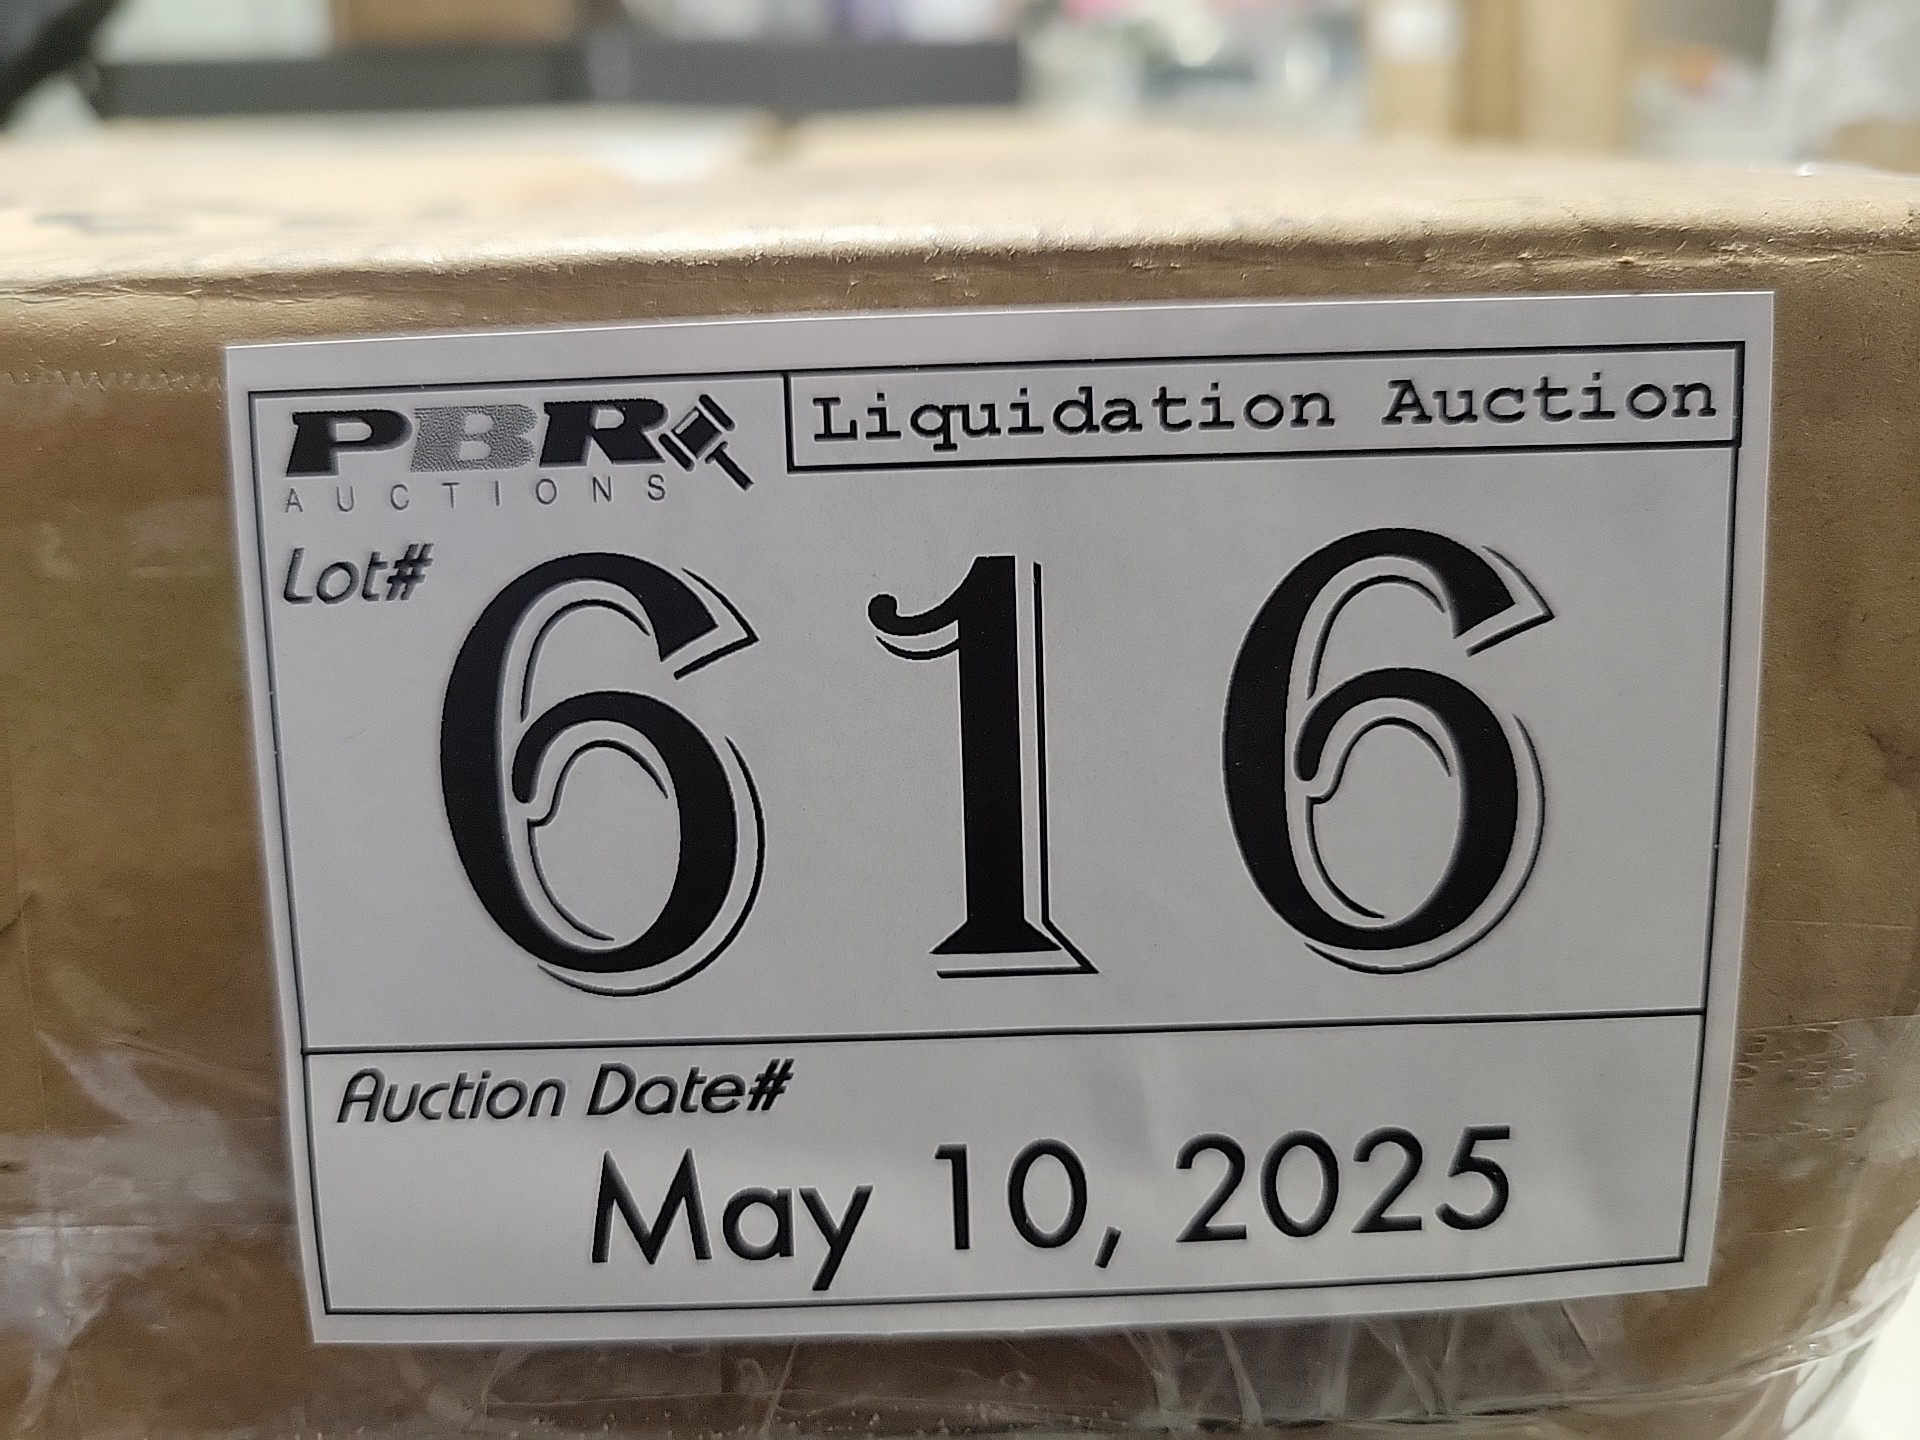 PBR
AUCTIONS
Liquidation Auction
Lot# 616
Auction Date#
May 10, 2025